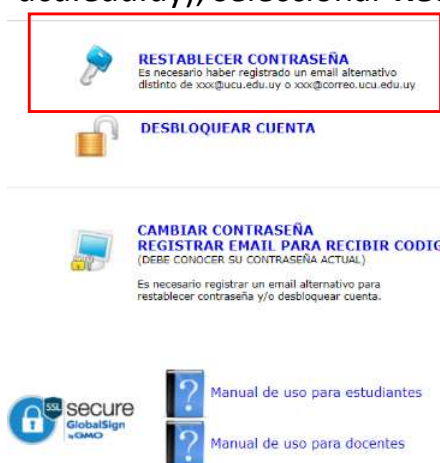 RESTABLECER CONTRASEÑA
Es necesario haber registrado un email alternativo
distinto de xxx@ucu.edu.uy o xxx@correo.ucu.edu.uy
DESBLOQUEAR CUENTA
CAMBIAR CONTRASEÑA
REGISTRAR EMAIL PARA RECIBIR CODIG
(DEBE CONOCER SU CONTRASEÑA ACTUAL)
Es necesario registrar un email alternativo para
restablecer contraseña y/o desbloquear cuenta.
SSL
secure
GlobalSign
by GMO
Manual de uso para estudiantes
Manual de uso para docentes